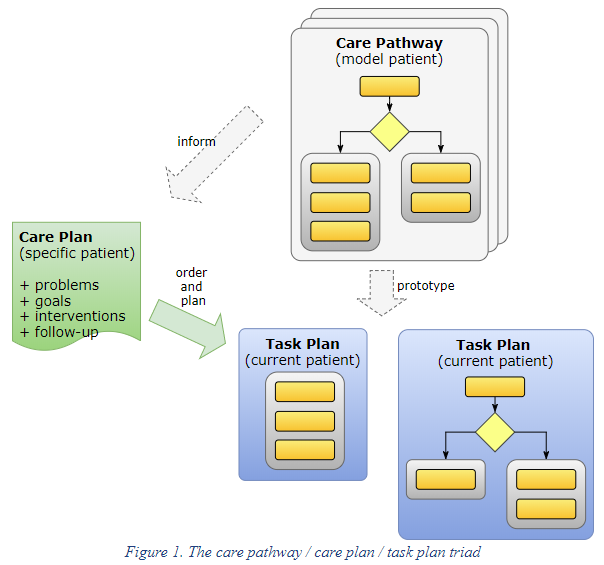 Care Pathway
(model patient)
inform
Care Plan
(specific patient)
+ problems
+ goals
+ interventions
+ follow-up
order
and
plan
prototype
Task Plan
(current patient)
Task Plan
(current patient)
Figure 1. The care pathway / care plan / task plan triad